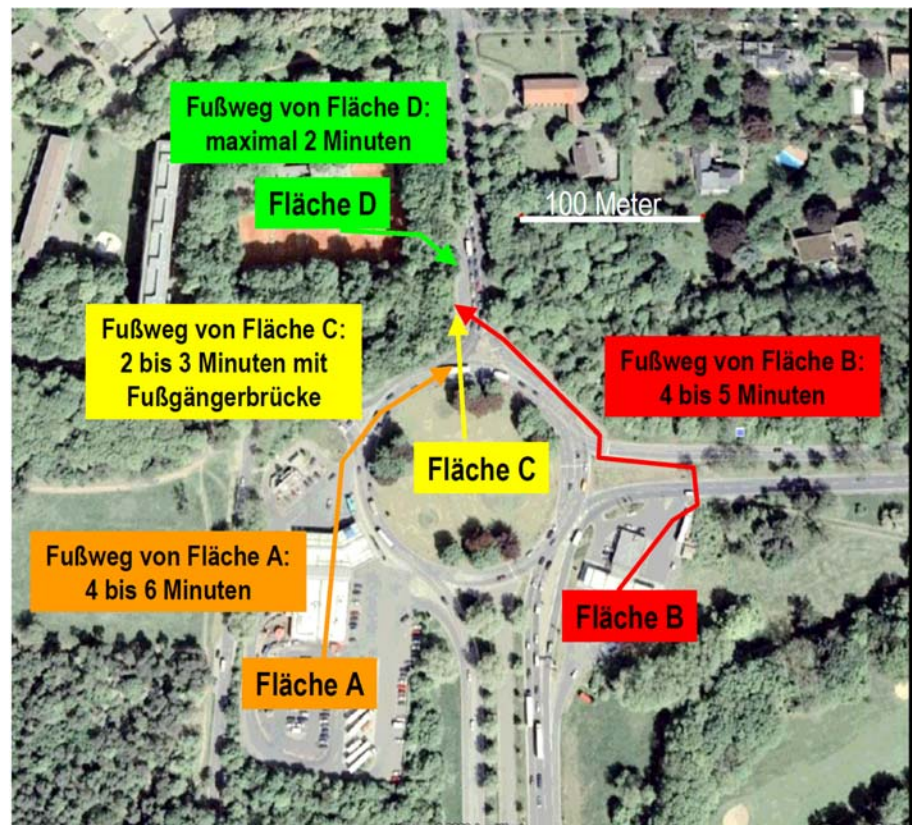 Fußweg von Fläche D:
maximal 2 Minuten
Fläche D
100 Meter
Fußweg von Fläche C:
2 bis 3 Minuten mit
Fußgängerbrücke
Fußweg von Fläche B:
4 bis 5 Minuten
Fläche C
Fußweg von Fläche A:
4 bis 6 Minuten
Fläche B
Fläche A